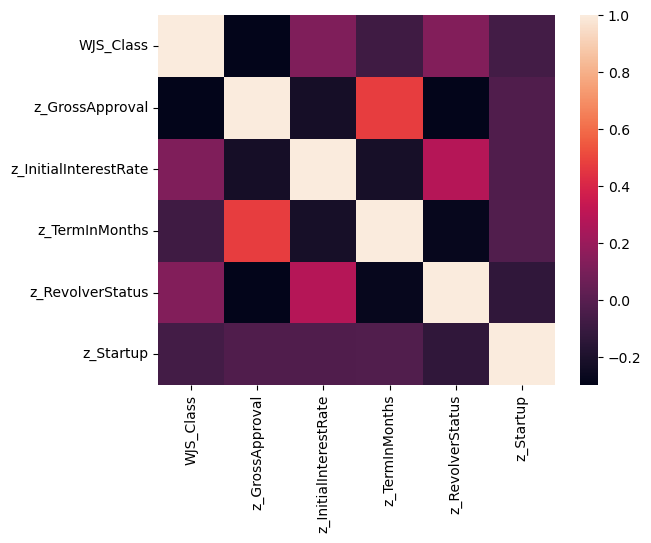 WJS_Class
z_GrossApproval
z_InitialInterestRate
z_TermInMonths
z_RevolverStatus
z_Startup
WJS_Class
z_GrossApproval
z_InitialInterestRate
z_TermInMonths
z_RevolverStatus
z_Startup
1.0
0.8
0.6
0.4
0.2
0.0
−0.2